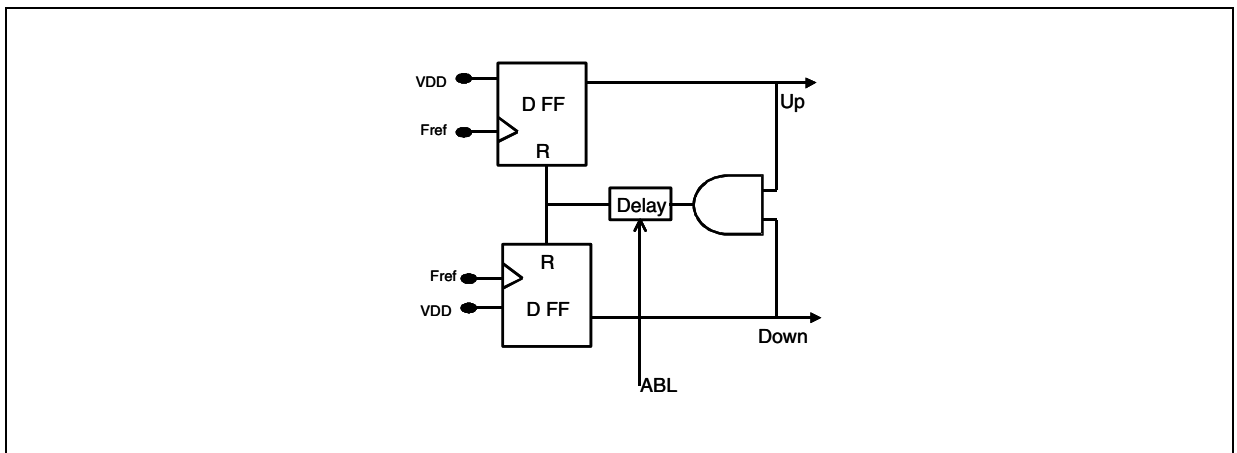 VDD
D FF
Up
Fref
R
Delay
R
Fref
VDD
D FF
Down
ABL